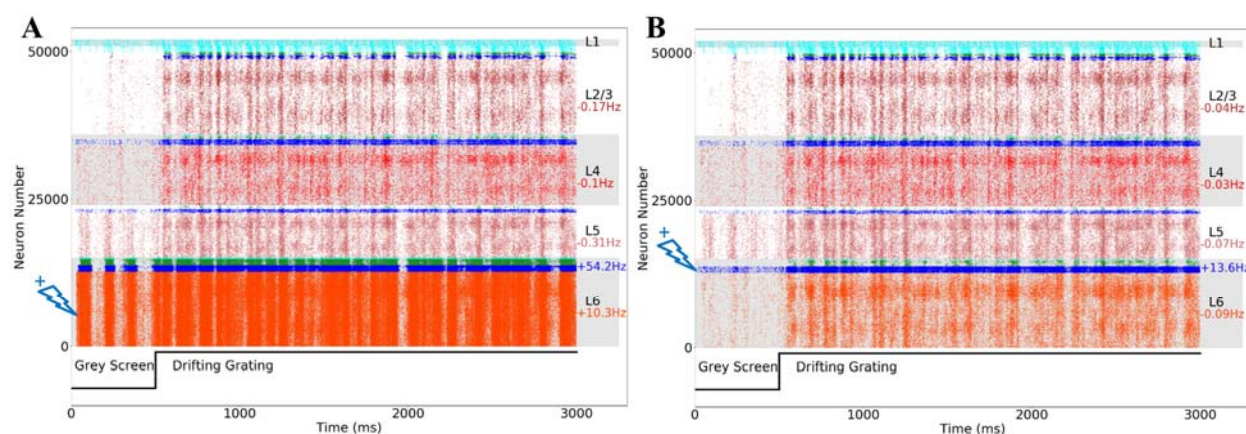 A
50000
25000
0
Neuron Number
L1
L2/3
-0.17Hz
L4
-0.1Hz
L5
-0.31Hz
+54.2Hz
L6
+10.3Hz
+
Grey Screen
Drifting Grating
0
1000
2000
3000
Time (ms)
B
50000
25000
0
Neuron Number
L1
L2/3
-0.04Hz
L4
-0.03Hz
L5
-0.07Hz
+13.6Hz
L6
-0.09Hz
+
Grey Screen
Drifting Grating
0
1000
2000
3000
Time (ms)